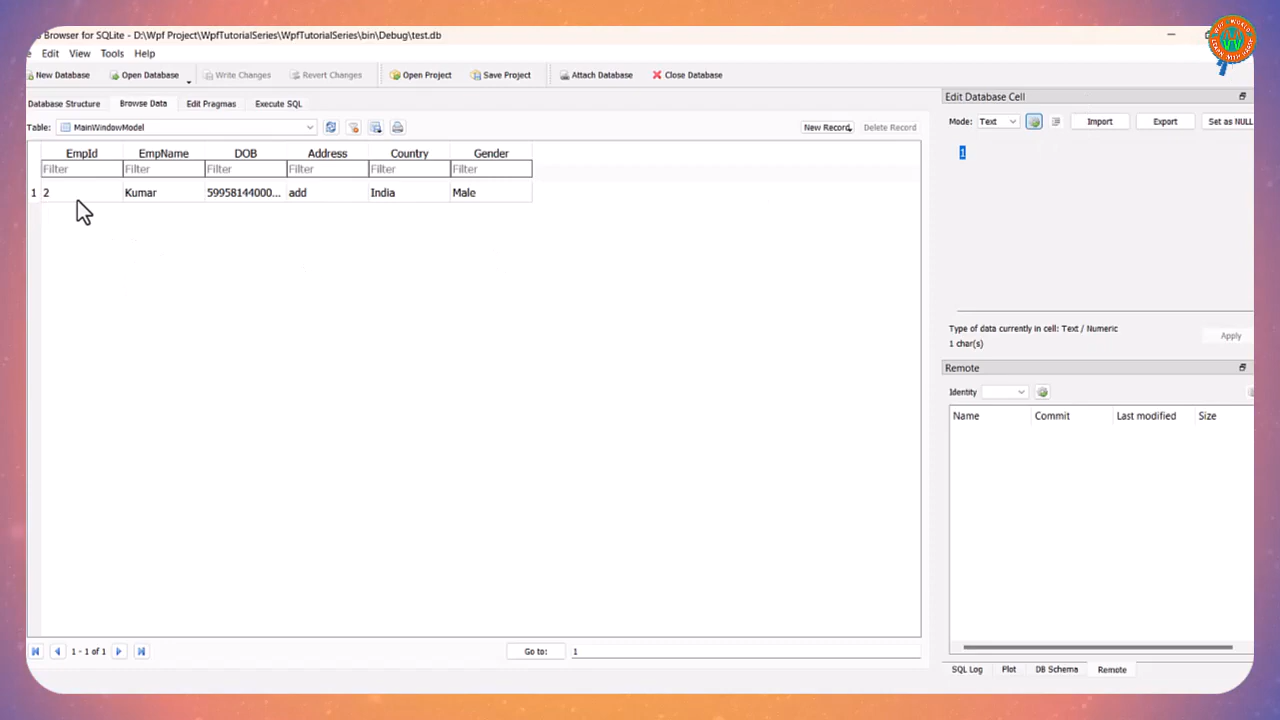 Browser for SQLite - D:\Wpf Project\WpfTutorialSeries\WpfTutorialSeries\bin\Debug\test.db
Edit View Tools Help
New Database Open Database Write Changes Revert Changes Open Project Save Project Attach Database Close Database
Database Structure Browse Data Edit Pragmas Execute SQL
Table: MainWindowModel New Record Delete Record
EmpId EmpName DOB Address Country Gender
Filter Filter Filter Filter Filter Filter
1 2 Kumar 59958144000... add India Male
1 - 1 of 1 Go to: 1
Edit Database Cell
Mode: Text Import Export Set as NULL
1
Type of data currently in cell: Text / Numeric
1 char(s)
Apply
Remote
Identity
Name Commit Last modified Size
SQL Log Plot DB Schema Remote